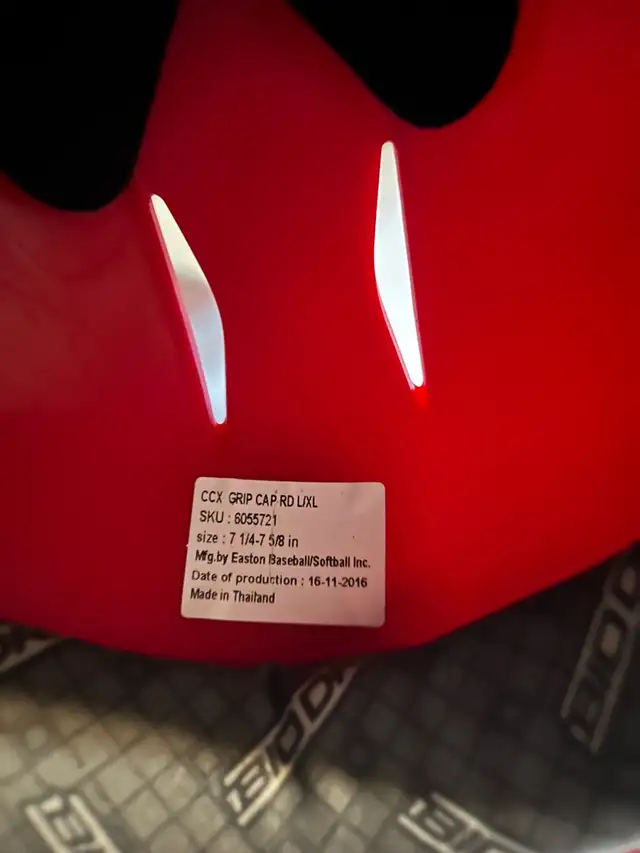 CCX GRIP CAP RD L/XL
SKU : 6055721
size : 7 1/4-7 5/8 in
Mfg.by Easton Baseball/Softball Inc.
Date of production : 16-11-2016
Made in Thailand